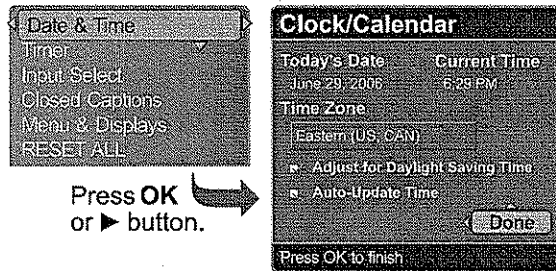 Date & Time
Timer
Input Select
Closed Captions
Menu & Displays
RESET ALL
Press OK
or ► button.
Clock/Calendar
Today's Date Current Time
June 29, 2006 6:29 PM
Time Zone
Eastern (US, CAN)
Adjust for Daylight Saving Time
Auto-Update Time
Done
Press OK to finish